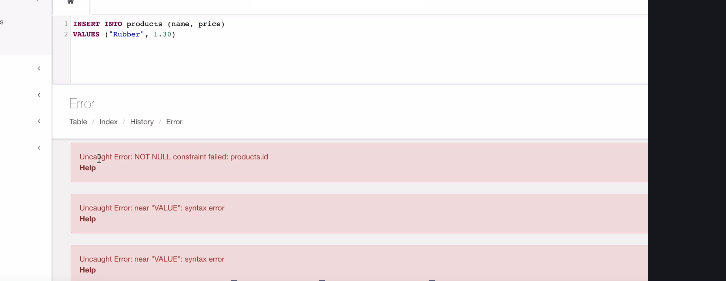 s
1 INSERT INTO products (name, price)
2 VALUES ("Rubber", 1.30)
Error
Table / Index / History / Error
Uncaught Error: NOT NULL constraint failed: products.id
Help
Uncaught Error: near "VALUE": syntax error
Help
Uncaught Error: near "VALUE": syntax error
Help